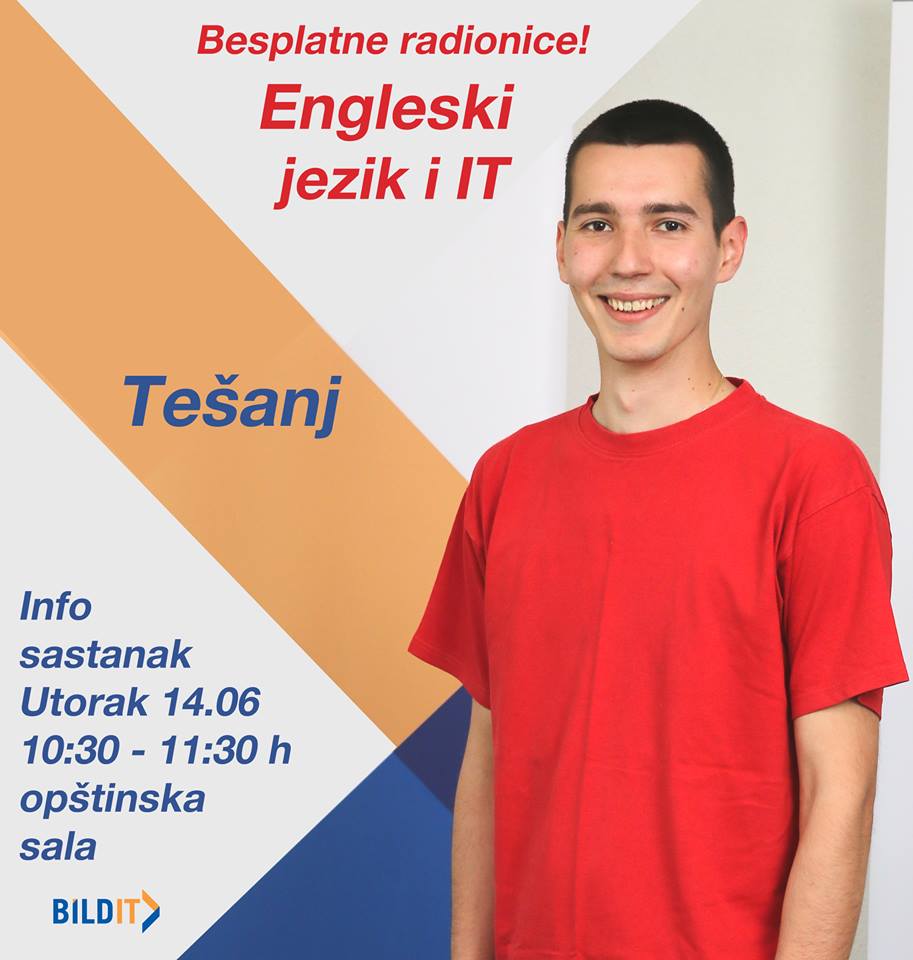 Besplatne radionice!
Engleski
jezik i IT
Tešanj
Info
sastanak
Utorak 14.06
10:30 - 11:30 h
opštinska
sala
BILDIT